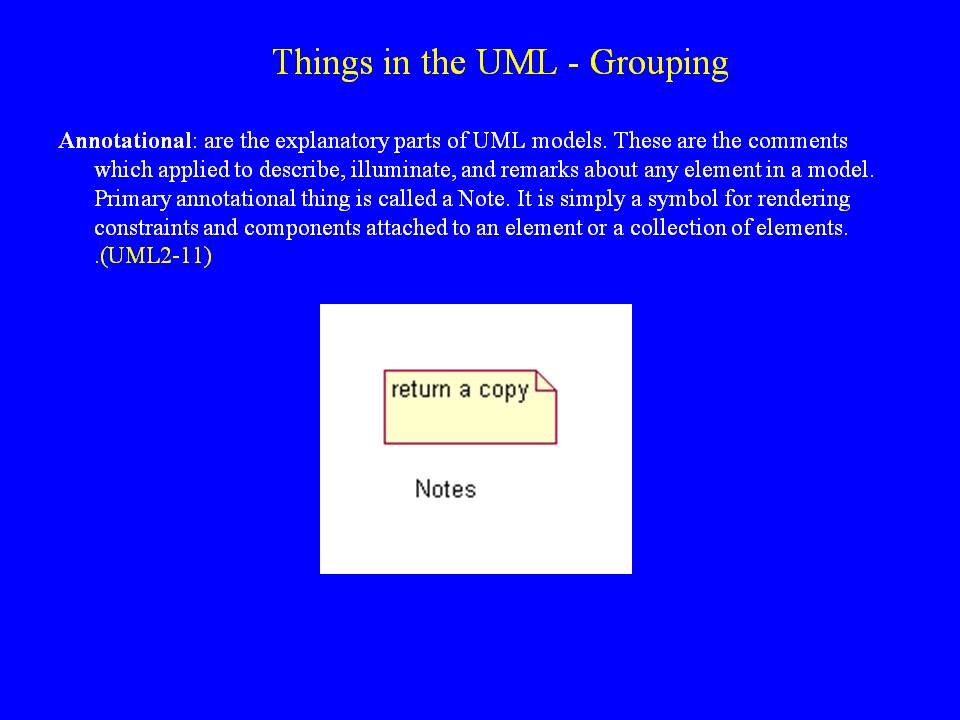 Things in the UML - Grouping
Annotational: are the explanatory parts of UML models. These are the comments
which applied to describe, illuminate, and remarks about any element in a model.
Primary annotational thing is called a Note. It is simply a symbol for rendering
constraints and components attached to an element or a collection of elements.
.(UML2-11)
return a copy
Notes